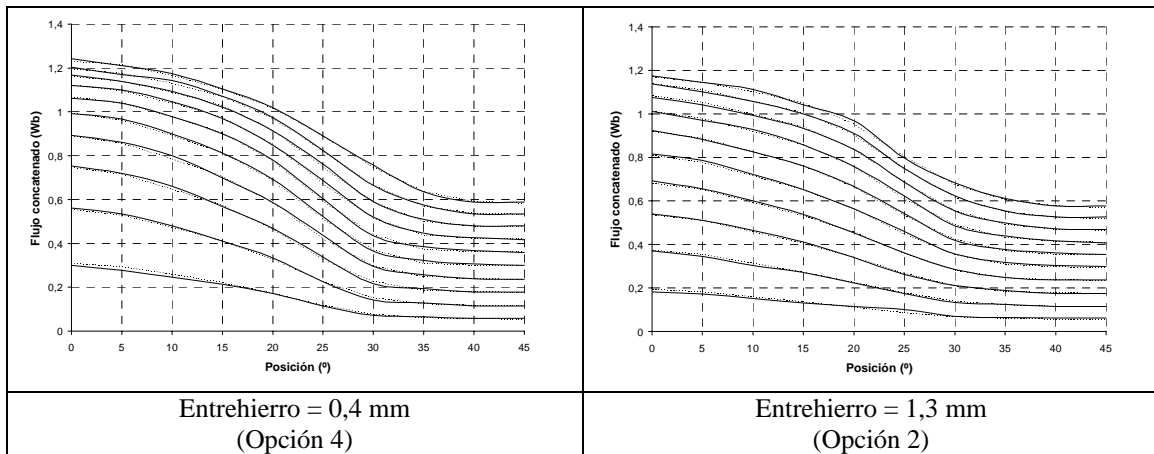 1,4
1,2
1
0,8
0,6
0,4
0,2
0
Flujo concatenado (Wb)
0 5 10 15 20 25 30 35 40 45
Posición (º)
1,4
1,2
1
0,8
0,6
0,4
0,2
0
Flujo concatenado (Wb)
0 5 10 15 20 25 30 35 40 45
Posición (º)
Entrehierro = 0,4 mm
(Opción 4)
Entrehierro = 1,3 mm
(Opción 2)